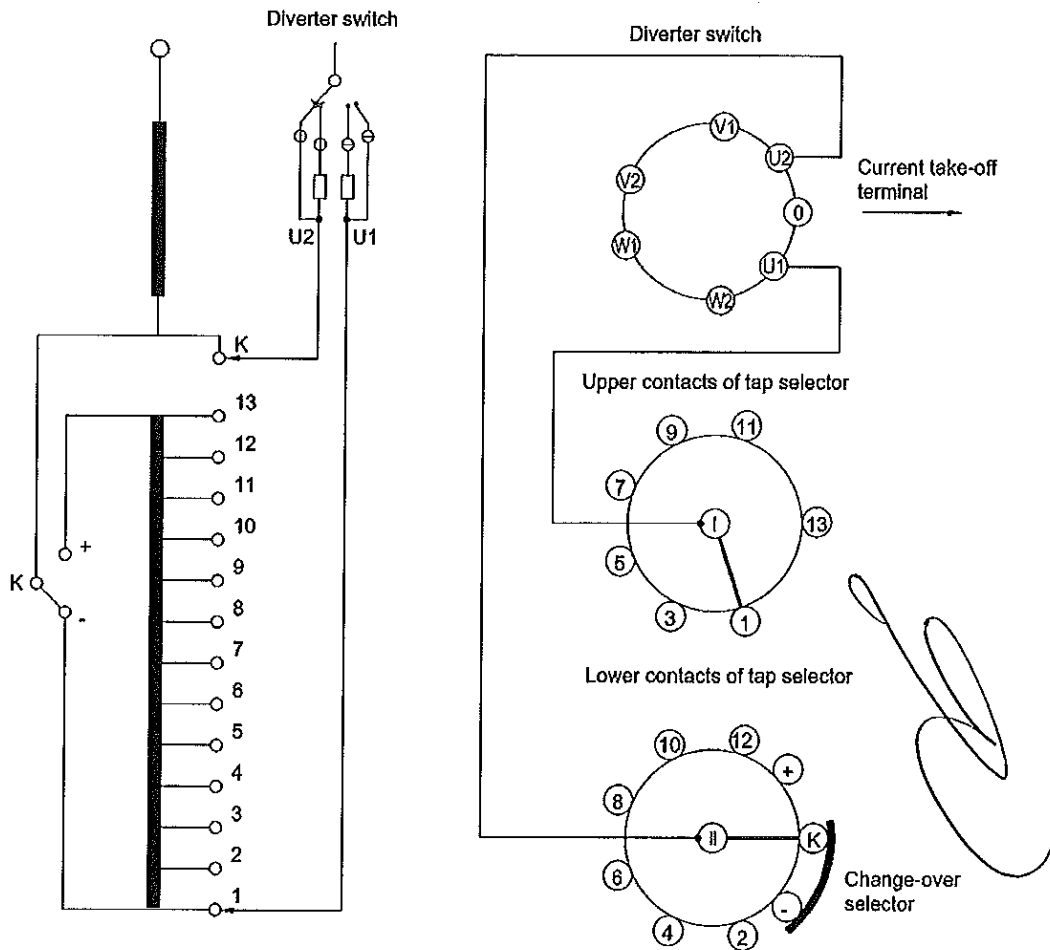 Diverter switch
U2
U1
K
13
12
11
10
9
8
7
6
5
4
3
2
1
+
K
-
Diverter switch
V1
U2
V2
0
W1
U1
W2
Current take-off
terminal
Upper contacts of tap selector
9
11
7
I
13
5
3
1
Lower contacts of tap selector
10
12
+
8
II
K
6
-
4
2
Change-over
selector